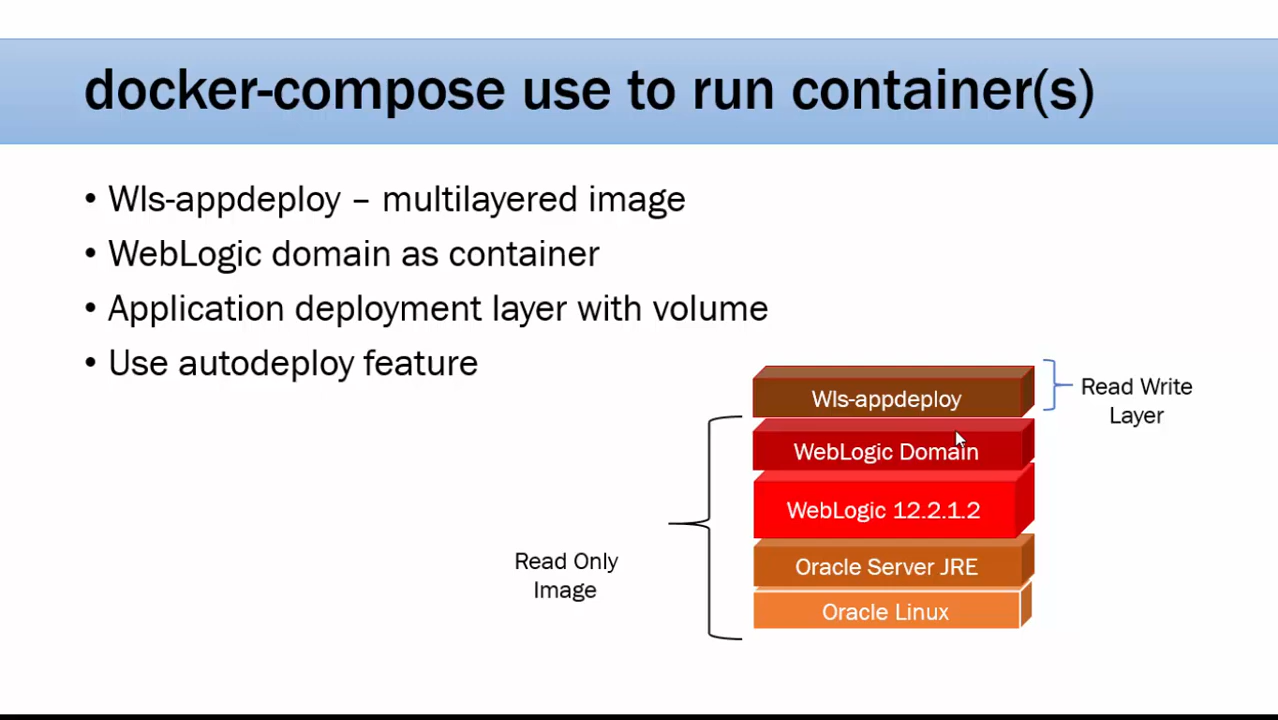 docker-compose use to run container(s)
• Wls-appdeploy – multilayered image
• WebLogic domain as container
• Application deployment layer with volume
• Use autodeploy feature
Wls-appdeploy
WebLogic Domain
WebLogic 12.2.1.2
Oracle Server JRE
Oracle Linux
Read Write
Layer
Read Only
Image